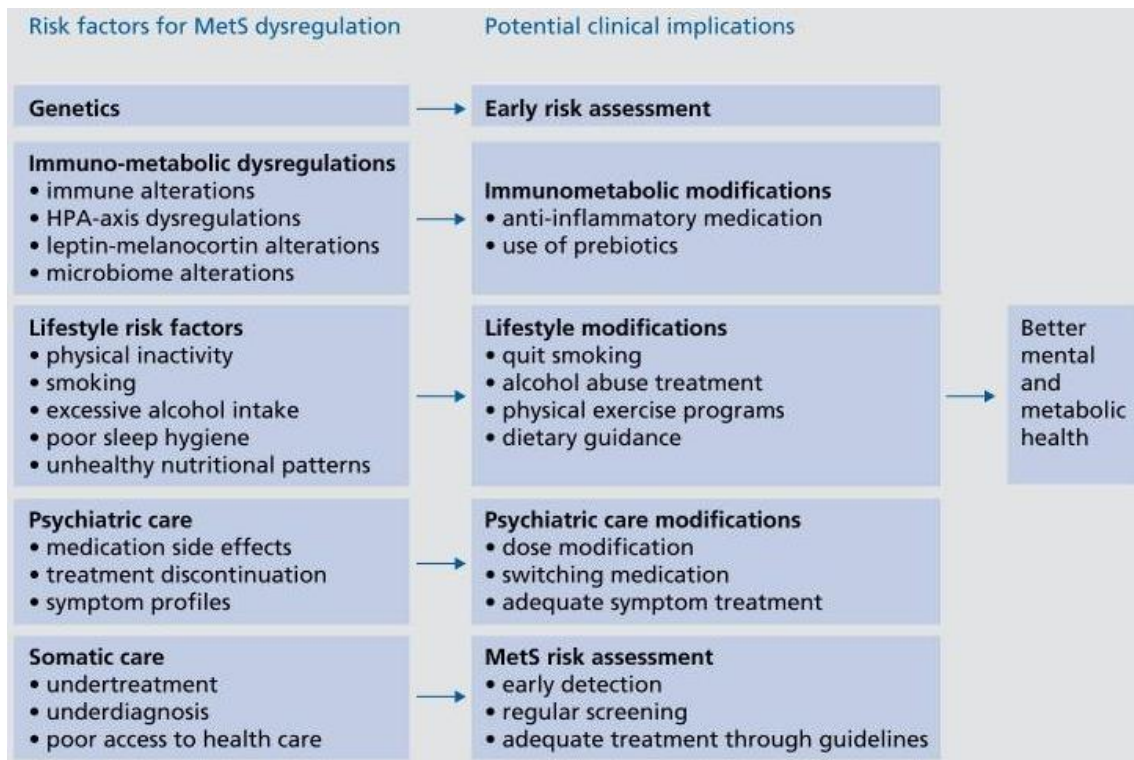 Risk factors for MetS dysregulation
Potential clinical implications
Genetics
Early risk assessment
Immuno-metabolic dysregulations
• immune alterations
• HPA-axis dysregulations
• leptin-melanocortin alterations
• microbiome alterations
Immunometabolic modifications
• anti-inflammatory medication
• use of prebiotics
Lifestyle risk factors
• physical inactivity
• smoking
• excessive alcohol intake
• poor sleep hygiene
• unhealthy nutritional patterns
Lifestyle modifications
• quit smoking
• alcohol abuse treatment
• physical exercise programs
• dietary guidance
Better
mental
and
metabolic
health
Psychiatric care
• medication side effects
• treatment discontinuation
• symptom profiles
Psychiatric care modifications
• dose modification
• switching medication
• adequate symptom treatment
Somatic care
• undertreatment
• underdiagnosis
• poor access to health care
MetS risk assessment
• early detection
• regular screening
• adequate treatment through guidelines